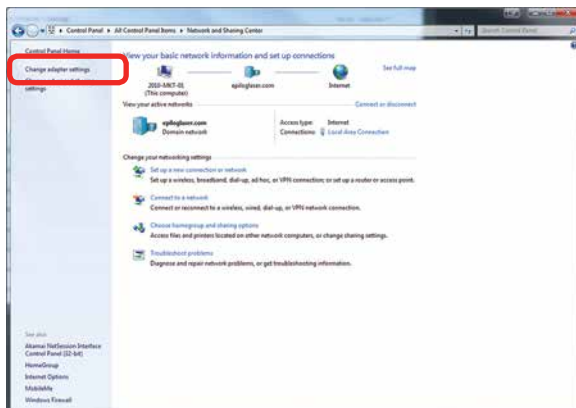 Control Panel ▸ All Control Panel Items ▸ Network and Sharing Center
Search Control Panel
Control Panel Home
Change adapter settings
settings
View your basic network information and set up connections
See full map
2010-MKT-01
(This computer)
epiloglaser.com
Internet
View your active networks
Connect or disconnect
epiloglaser.com
Domain network
Access type: Internet
Connections: Local Area Connection
Change your networking settings
Set up a new connection or network
Set up a wireless, broadband, dial-up, ad hoc, or VPN connection; or set up a router or access point.
Connect to a network
Connect or reconnect to a wireless, wired, dial-up, or VPN network connection.
Choose homegroup and sharing options
Access files and printers located on other network computers, or change sharing settings.
Troubleshoot problems
Diagnose and repair network problems, or get troubleshooting information.
See also
Akamai NetSession Interface
Control Panel (32-bit)
HomeGroup
Internet Options
MobileMe
Windows Firewall